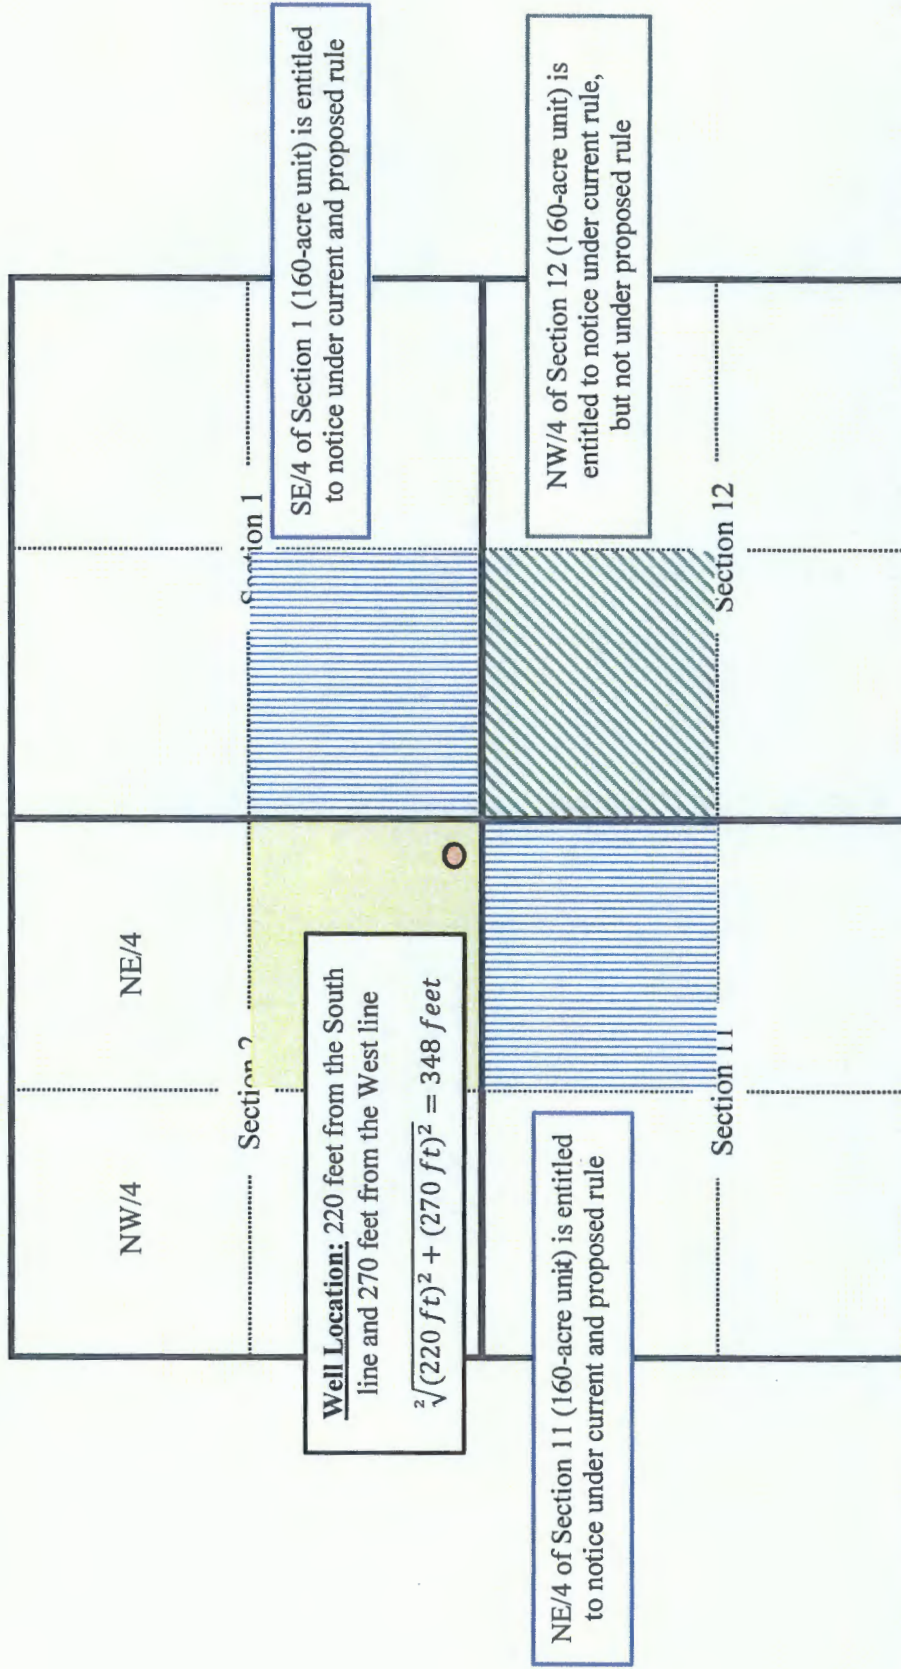 NW/4
NE/4
Section 2
Section 1
SE/4 of Section 1 (160-acre unit) is entitled
to notice under current and proposed rule
Well Location: 220 feet from the South
line and 270 feet from the West line
²√(220 ft)² + (270 ft)² = 348 feet
NE/4 of Section 11 (160-acre unit) is entitled
to notice under current and proposed rule
NW/4 of Section 12 (160-acre unit) is
entitled to notice under current rule,
but not under proposed rule
Section 11
Section 12